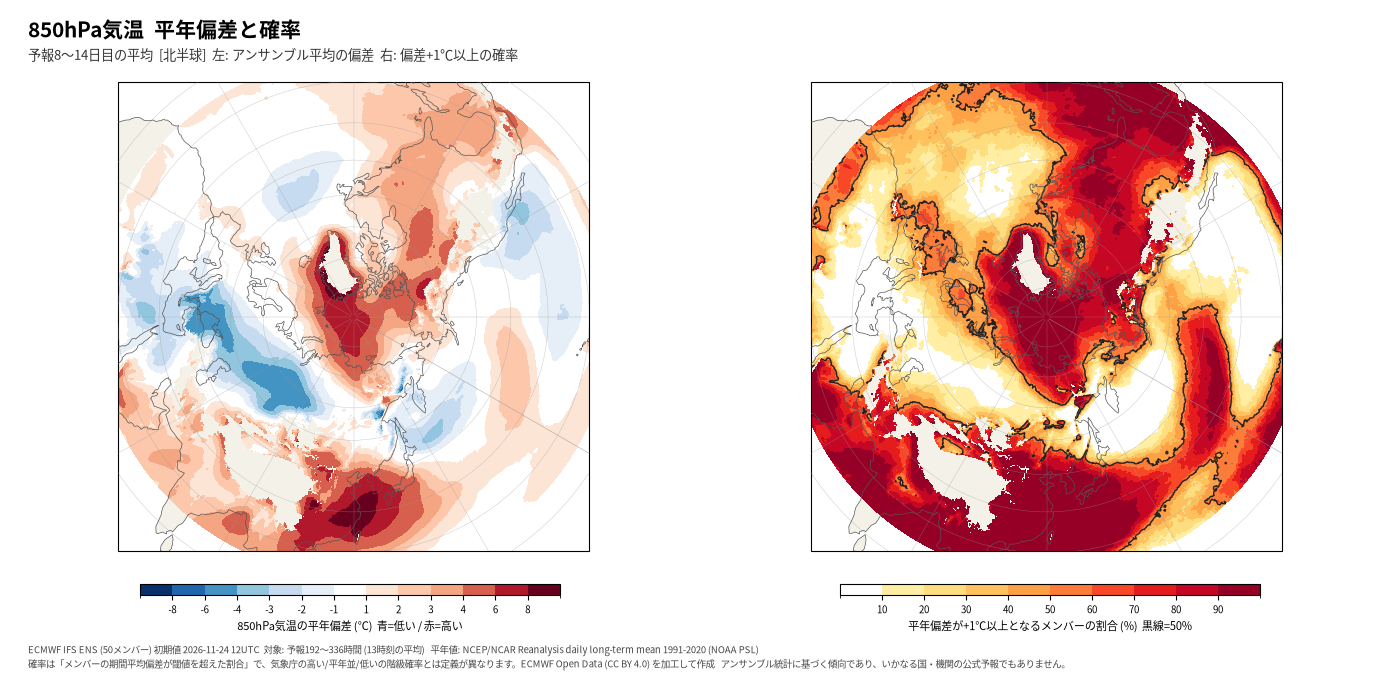 850hPa気温 平年偏差と確率
予報8～14日目の平均 [北半球] 左: アンサンブル平均の偏差 右: 偏差+1℃以上の確率
-8 -6 -4 -3 -2 -1 1 2 3 4 6 8
10 20 30 40 50 60 70 80 90
850hPa気温の平年偏差 (℃) 青=低い / 赤=高い
平年偏差が+1℃以上となるメンバーの割合 (%) 黒線=50%
ECMWF IFS ENS (50メンバー) 初期値 2026-11-24 12UTC 対象: 予報192～336時間 (13時刻の平均) 平年値: NCEP/NCAR Reanalysis daily long-term mean 1991-2020 (NOAA PSL)
確率は「メンバーの期間平均偏差が閾値を超えた割合」で、気象庁の高い/平年並/低いの階級確率とは定義が異なります。ECMWF Open Data (CC BY 4.0) を加工して作成 アンサンブル統計に基づく傾向であり、いかなる国・機関の公式予報でもありません。